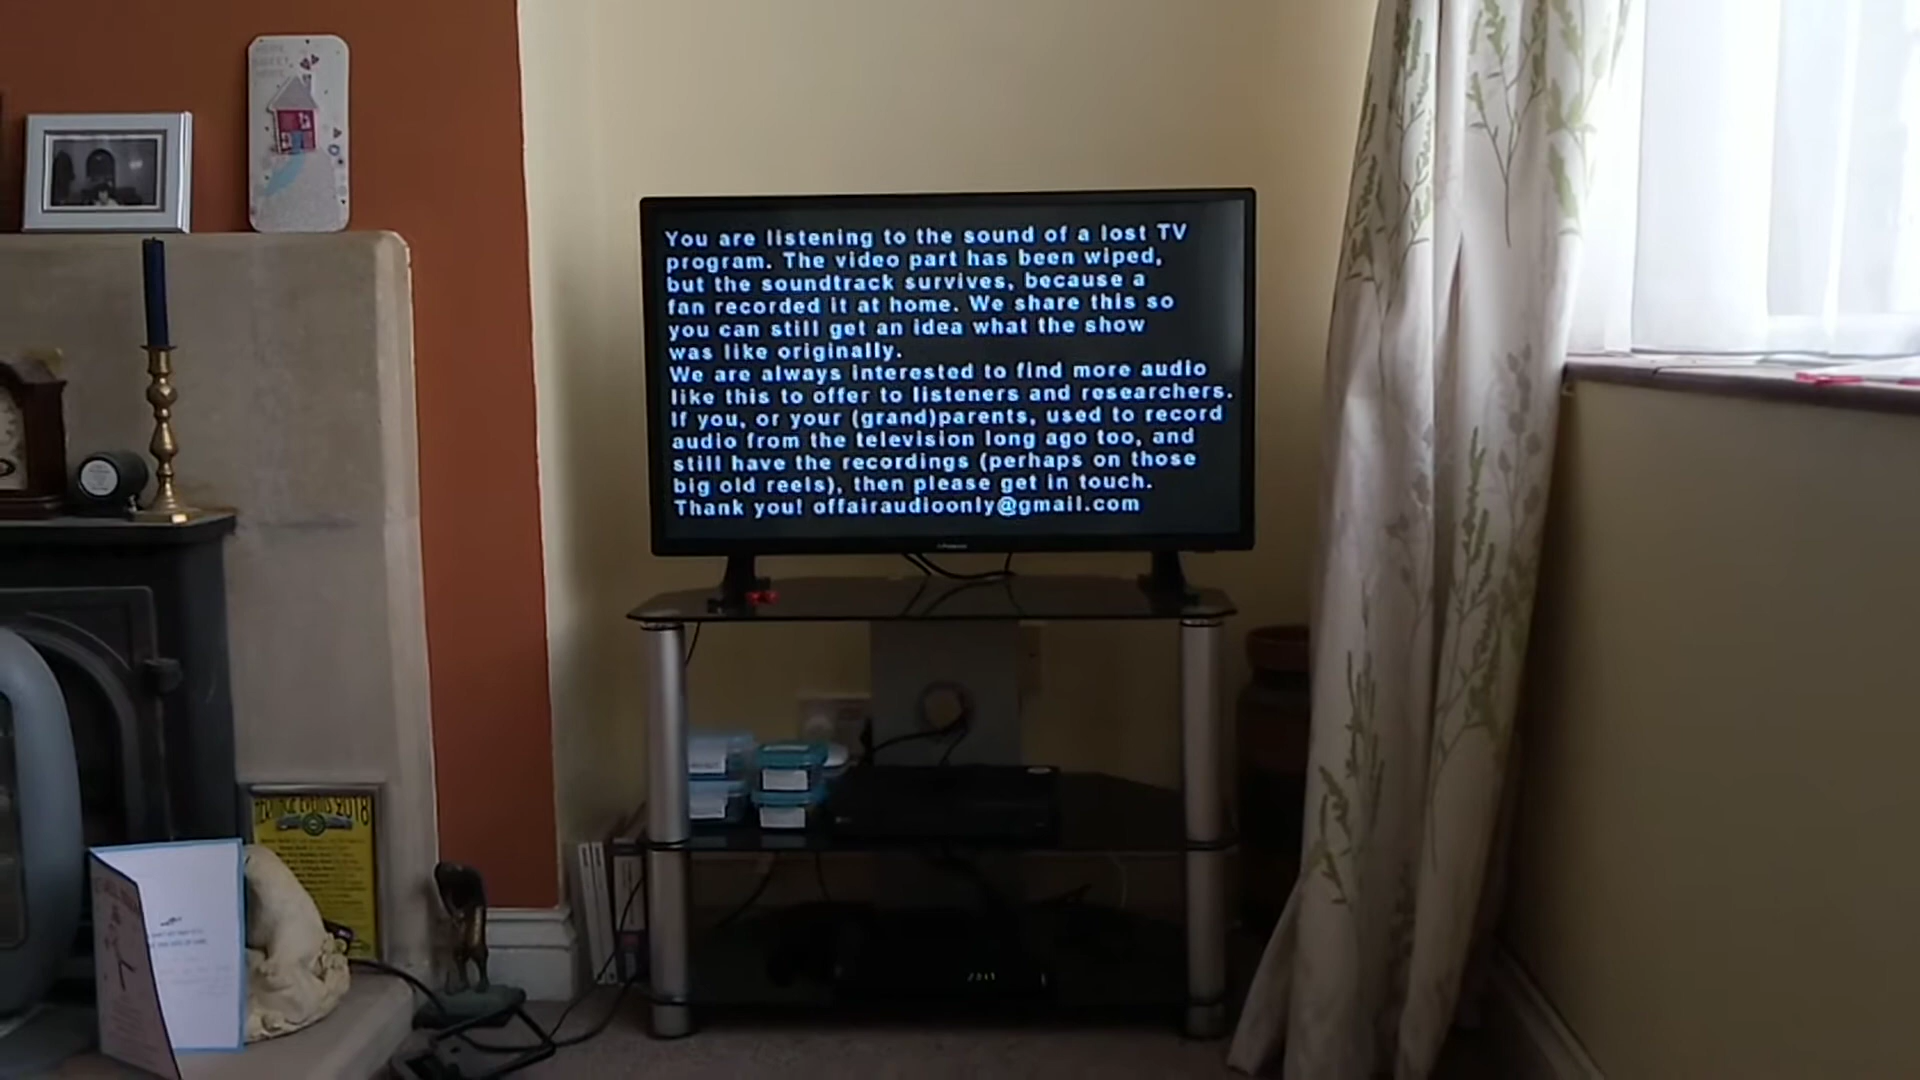 You are listening to the sound of a lost TV
program. The video part has been wiped,
but the soundtrack survives, because a
fan recorded it at home. We share this so
you can still get an idea what the show
was like originally.
We are always interested to find more audio
like this to offer to listeners and researchers.
If you, or your (grand)parents, used to record
audio from the television long ago too, and
still have the recordings (perhaps on those
big old reels), then please get in touch.
Thank you! offairaudioonly@gmail.com
HOME
SWEET
2018